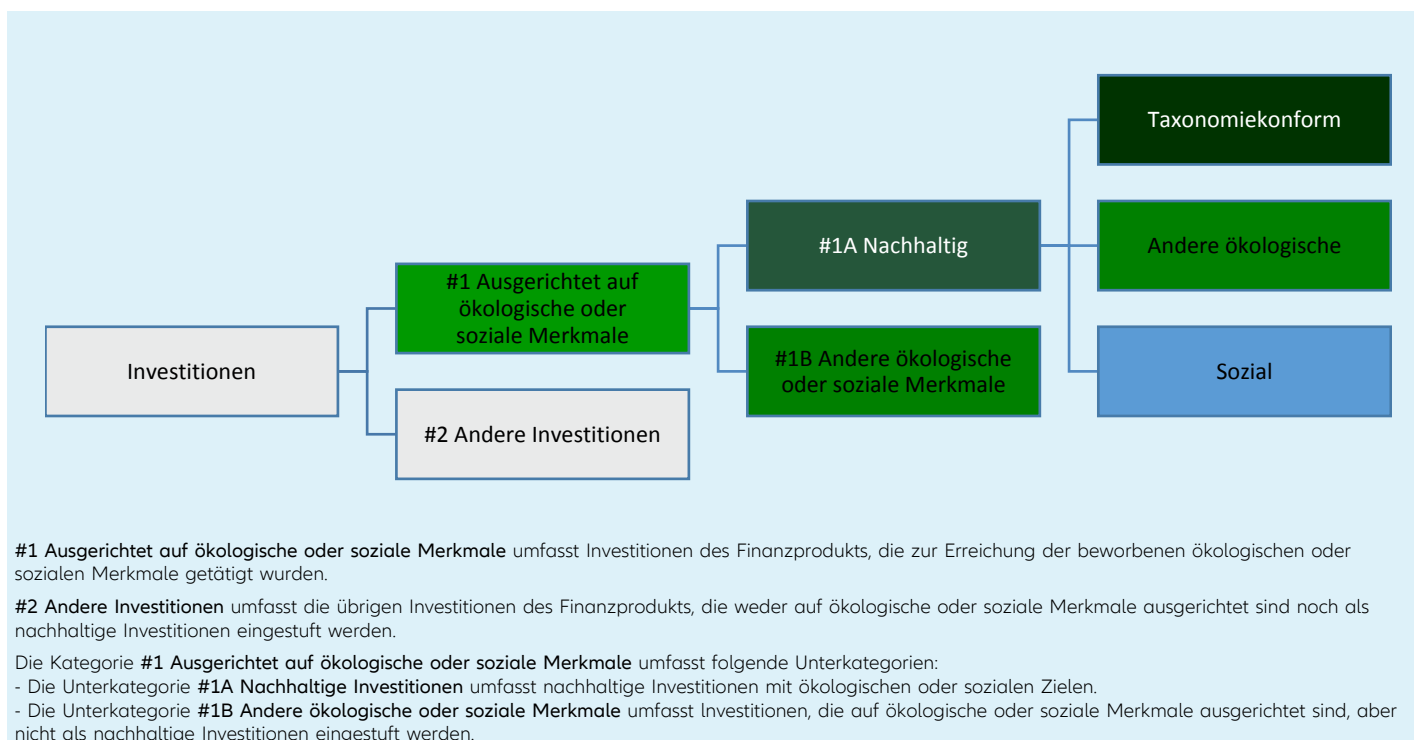 Taxonomiekonform
#1A Nachhaltig
Andere ökologische
#1 Ausgerichtet auf
ökologische oder
soziale Merkmale
Investitionen
#1B Andere ökologische
oder soziale Merkmale
Sozial
#2 Andere Investitionen
#1 Ausgerichtet auf ökologische oder soziale Merkmale umfasst Investitionen des Finanzprodukts, die zur Erreichung der beworbenen ökologischen oder
sozialen Merkmale getätigt wurden.
#2 Andere Investitionen umfasst die übrigen Investitionen des Finanzprodukts, die weder auf ökologische oder soziale Merkmale ausgerichtet sind noch als
nachhaltige Investitionen eingestuft werden.
Die Kategorie #1 Ausgerichtet auf ökologische oder soziale Merkmale umfasst folgende Unterkategorien:
- Die Unterkategorie #1A Nachhaltige Investitionen umfasst nachhaltige Investitionen mit ökologischen oder sozialen Zielen.
- Die Unterkategorie #1B Andere ökologische oder soziale Merkmale umfasst Investitionen, die auf ökologische oder soziale Merkmale ausgerichtet sind, aber
nicht als nachhaltige Investitionen eingestuft werden.